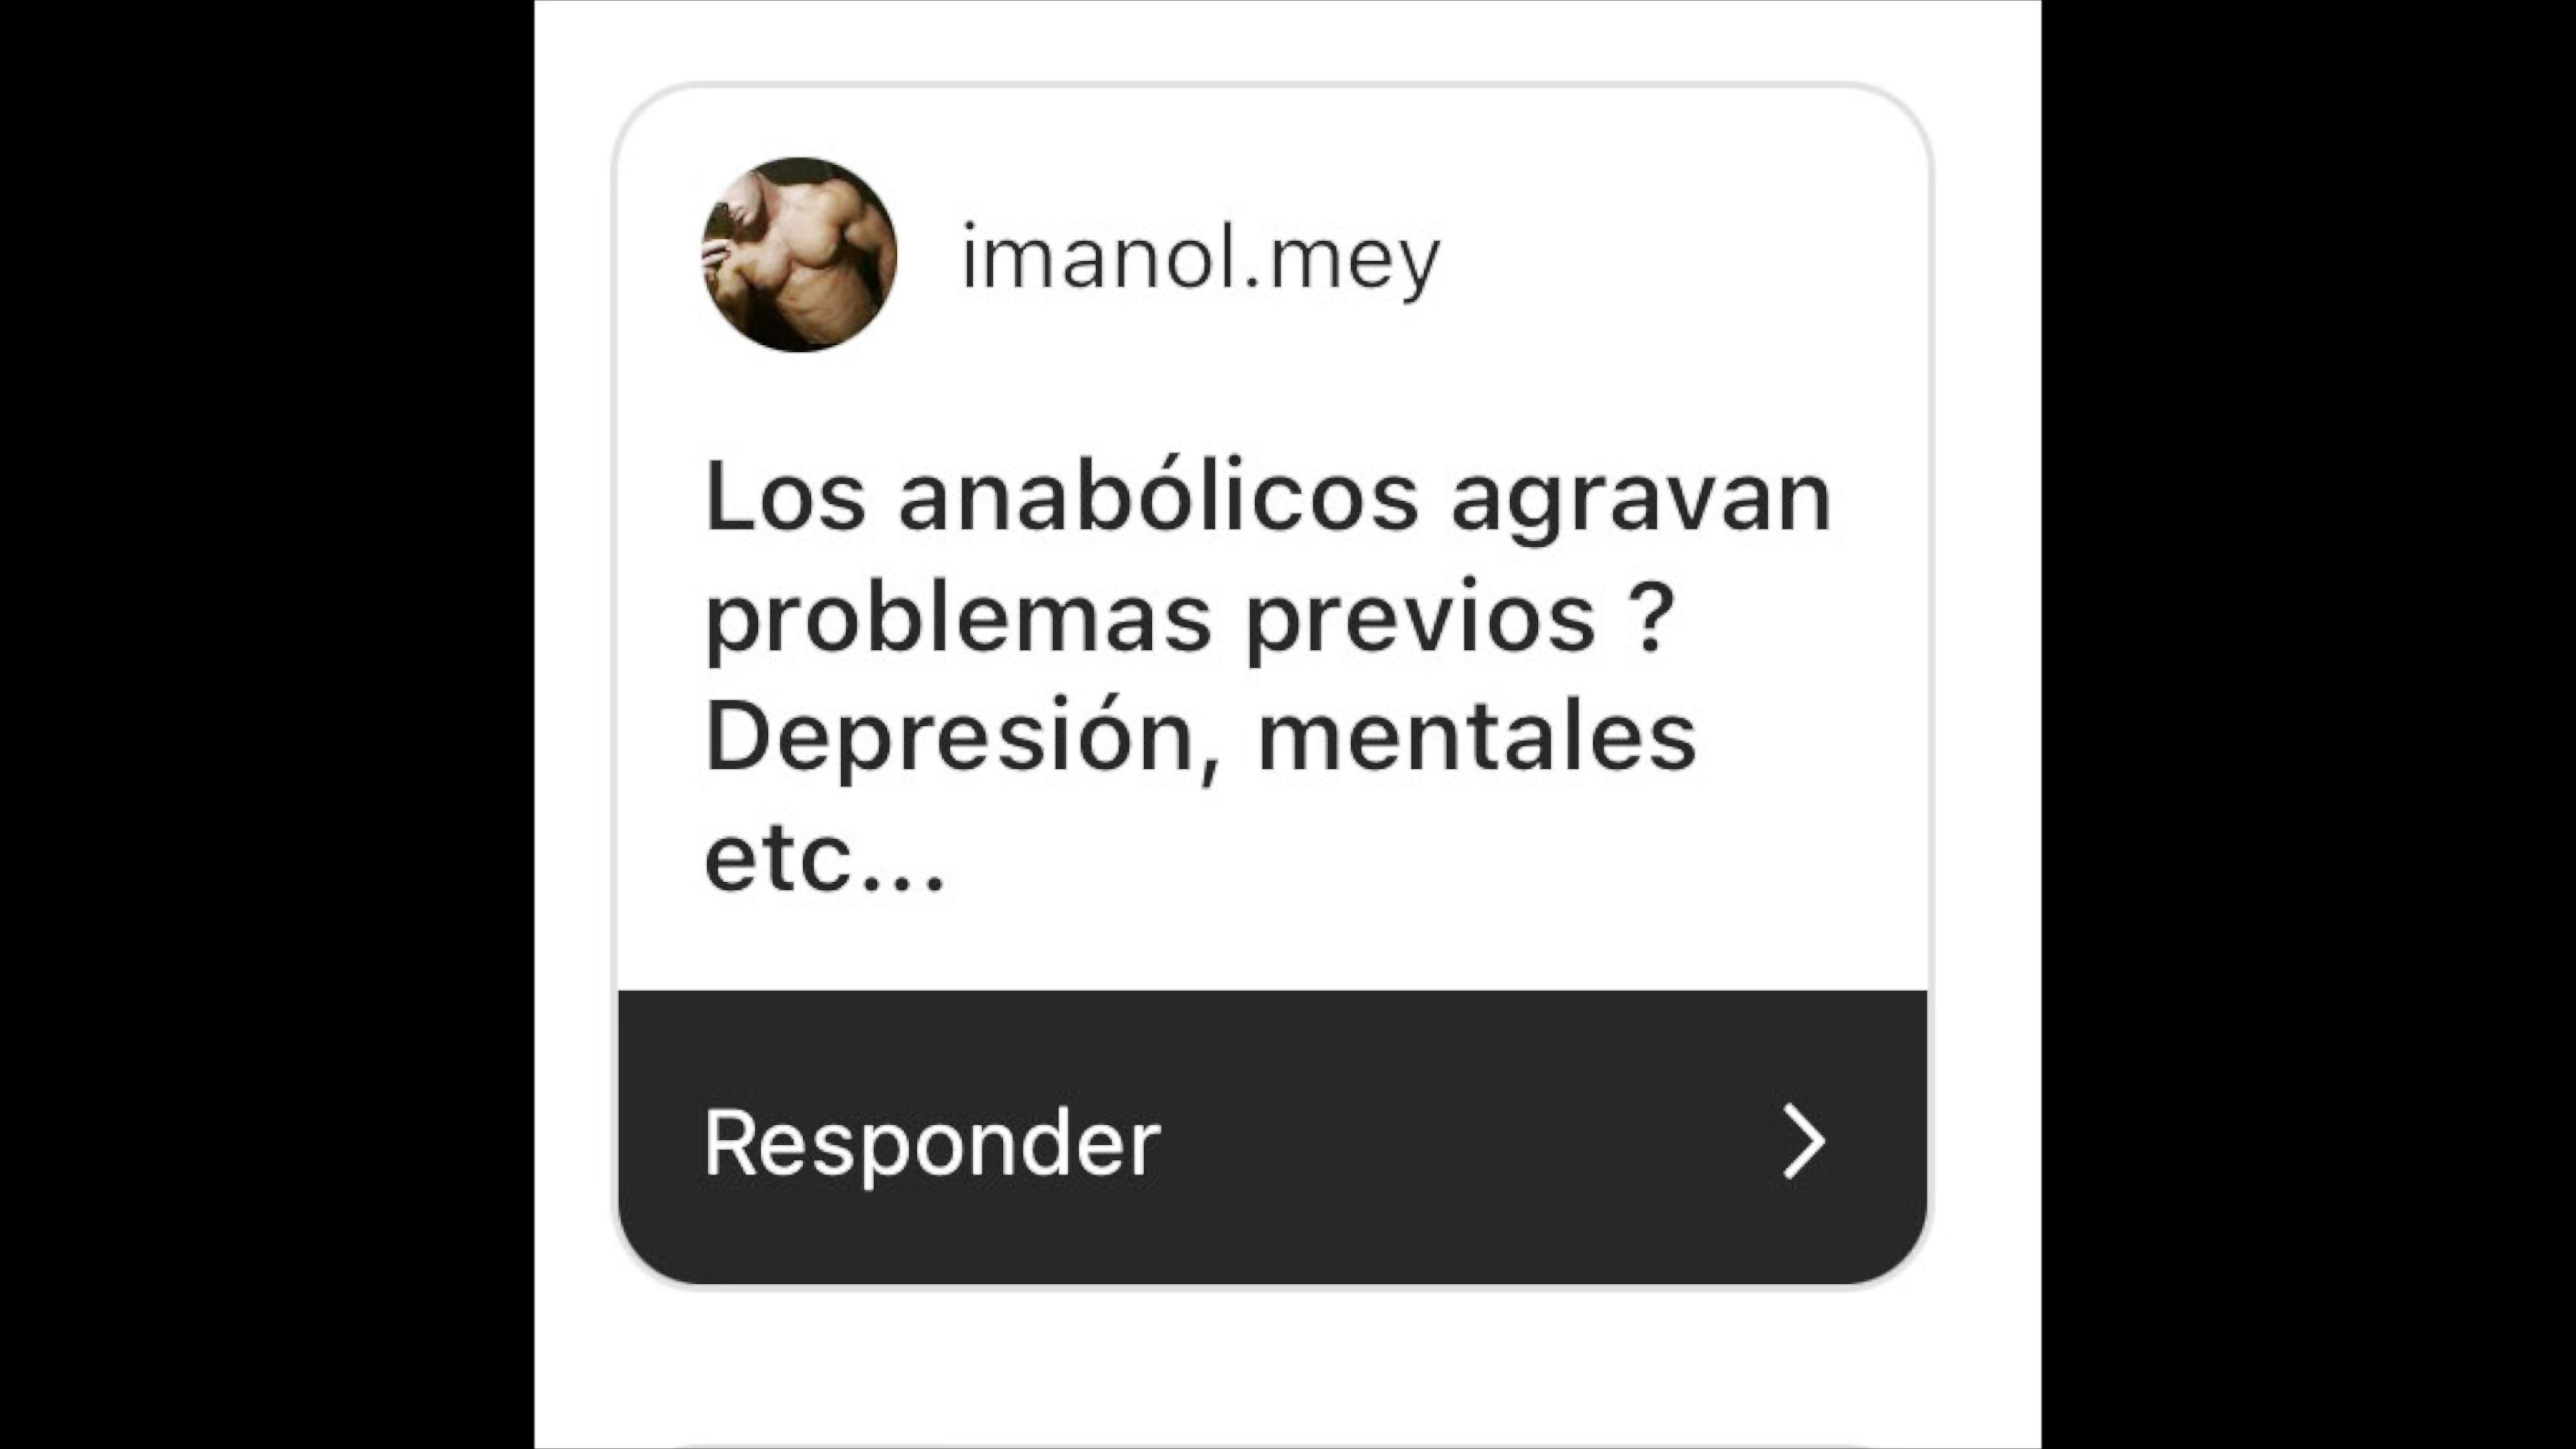 imanol.mey
Los anabólicos agravan
problemas previos ?
Depresión, mentales
etc...
Responder